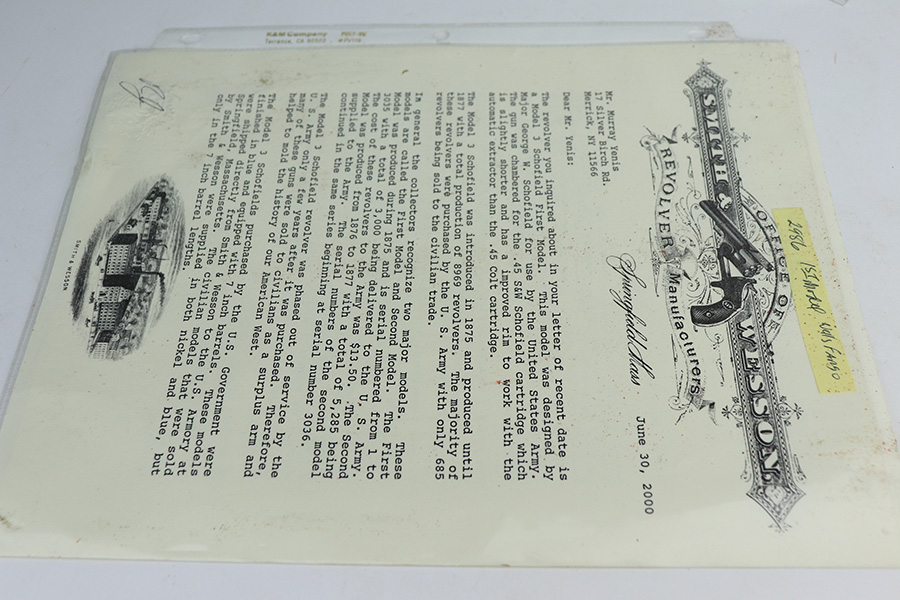 K&M Company
Torrance, CA 90503
2986 1st Model Wells Fargo
OFFICE OF
SMITH & WESSON
REVOLVER Manufacturers
Springfield, Mass
June 30, 2000
Mr. Murray Yenis
17 Silver Birch Rd.
Merrick, NY 11566
Dear Mr. Yenis:
The revolver you inquired about in your letter of recent date is
a Model 3 Schofield First Model. This model was designed by
Major George W. Schofield for use by the United States Army.
The gun was chambered for the .45 S&W Schofield cartridge which
is slightly shorter and has a improved rim to work with the
automatic extractor than the .45 Colt cartridge.
The Model 3 Schofield was introduced in 1875 and produced until
1877 with a total production of 8969 revolvers. The majority of
these revolvers were purchased by the U. S. Army with only 685
revolvers being sold to the civilian trade.
In general the collectors recognize two major models. These
models are called the First Model and Second Model. The First
Model was produced during 1875 and is serial numbered from 1 to
3035 with a total of 3,000 being delivered to the U. S. Army.
The cost of these revolvers to the Army was $13.50. The Second
Model was produced from 1876 to 1877 with a total of 5,285 being
supplied to the Army. The serial numbers of the second model
continued in the same series beginning at serial number 3036.
The Model 3 Schofield revolver was phased out of service by the
U. S. Army only a few years after it was purchased. Therefore,
many of these guns were sold to civilians as a surplus arm and
helped to mold the history of our American West.
The Model 3 Schofields purchased by the U.S. Government were
finished in blue and equipped with 7 inch barrels. These were
were shipped directly from Smith & Wesson to the U.S. Armory at
Springfield, Massachusetts. The civilian models that were sold
by Smith & Wesson were supplied in both nickel and blue, but
only in the 7 inch barrel lengths.
SMITH & WESSON